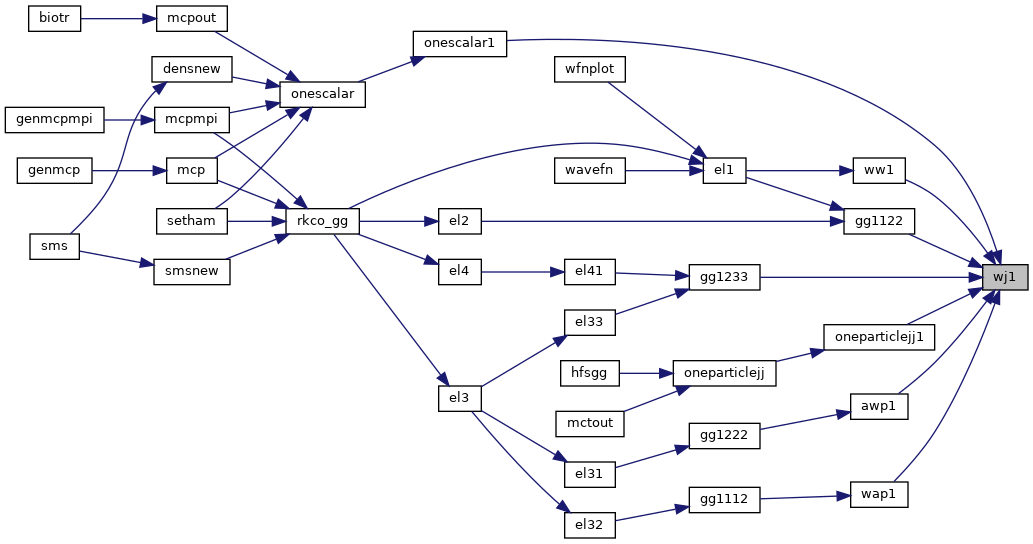 biotr
mcpout
onescalar1
densnew
wfnplot
onescalar
genmcpmpi
mcpmpi
genmcp
mcp
wavefn
el1
ww1
setham
rkco_gg
el2
gg1122
sms
smsnew
el4
el41
gg1233
wj1
el33
oneparticlejj1
hfsgg
oneparticlejj
el3
awp1
mctout
gg1222
el31
wap1
gg1112
el32